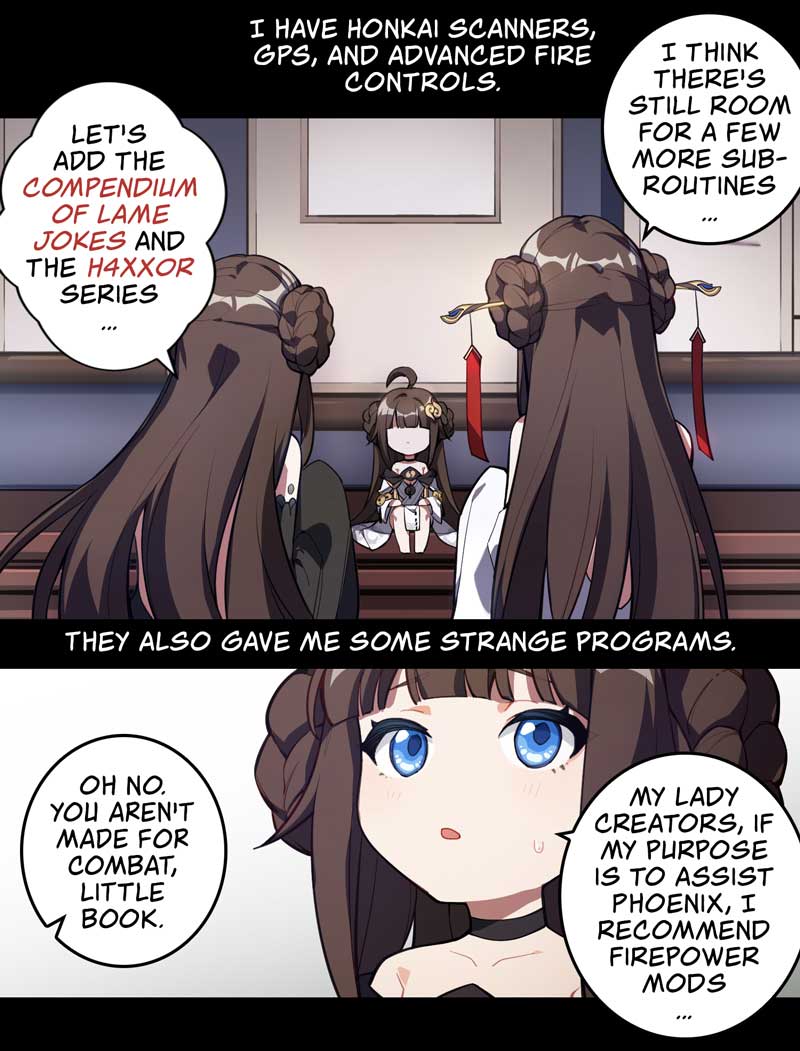 I HAVE HONKAI SCANNERS,
GPS, AND ADVANCED FIRE
CONTROLS.
LET'S
ADD THE
COMPENDIUM
OF LAME
JOKES AND
THE H4XXOR
SERIES
...
I THINK
THERE'S
STILL ROOM
FOR A FEW
MORE SUB-
ROUTINES
...
THEY ALSO GAVE ME SOME STRANGE PROGRAMS.
OH NO.
YOU AREN'T
MADE FOR
COMBAT,
LITTLE
BOOK.
MY LADY
CREATORS, IF
MY PURPOSE
IS TO ASSIST
PHOENIX, I
RECOMMEND
FIREPOWER
MODS
...